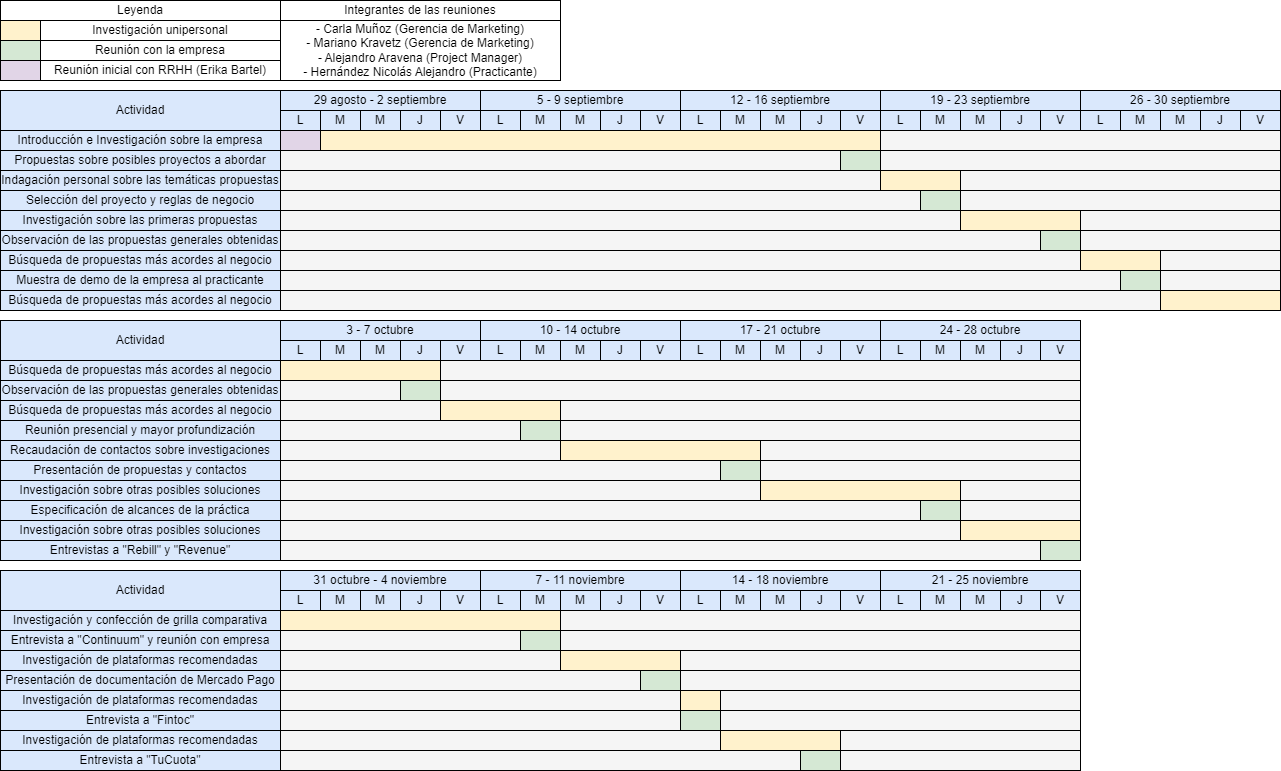 Leyenda
Integrantes de las reuniones
Investigación unipersonal
Reunión con la empresa
Reunión inicial con RRHH (Erika Bartel)
- Carla Muñoz (Gerencia de Marketing)
- Mariano Kravetz (Gerencia de Marketing)
- Alejandro Aravena (Project Manager)
- Hernández Nicolás Alejandro (Practicante)
Actividad
29 agosto - 2 septiembre 5 - 9 septiembre 12 - 16 septiembre 19 - 23 septiembre 26 - 30 septiembre
L M M J V L M M J V L M M J V L M M J V L M M J V
Introducción e Investigación sobre la empresa
Propuestas sobre posibles proyectos a abordar
Indagación personal sobre las temáticas propuestas
Selección del proyecto y reglas de negocio
Investigación sobre las primeras propuestas
Observación de las propuestas generales obtenidas
Búsqueda de propuestas más acordes al negocio
Muestra de demo de la empresa al practicante
Búsqueda de propuestas más acordes al negocio
Actividad
3 - 7 octubre 10 - 14 octubre 17 - 21 octubre 24 - 28 octubre
L M M J V L M M J V L M M J V L M M J V
Búsqueda de propuestas más acordes al negocio
Observación de las propuestas generales obtenidas
Búsqueda de propuestas más acordes al negocio
Reunión presencial y mayor profundización
Recaudación de contactos sobre investigaciones
Presentación de propuestas y contactos
Investigación sobre otras posibles soluciones
Especificación de alcances de la práctica
Investigación sobre otras posibles soluciones
Entrevistas a "Rebill" y "Revenue"
Actividad
31 octubre - 4 noviembre 7 - 11 noviembre 14 - 18 noviembre 21 - 25 noviembre
L M M J V L M M J V L M M J V L M M J V
Investigación y confección de grilla comparativa
Entrevista a "Continuum" y reunión con empresa
Investigación de plataformas recomendadas
Presentación de documentación de Mercado Pago
Investigación de plataformas recomendadas
Entrevista a "Fintoc"
Investigación de plataformas recomendadas
Entrevista a "TuCuota"